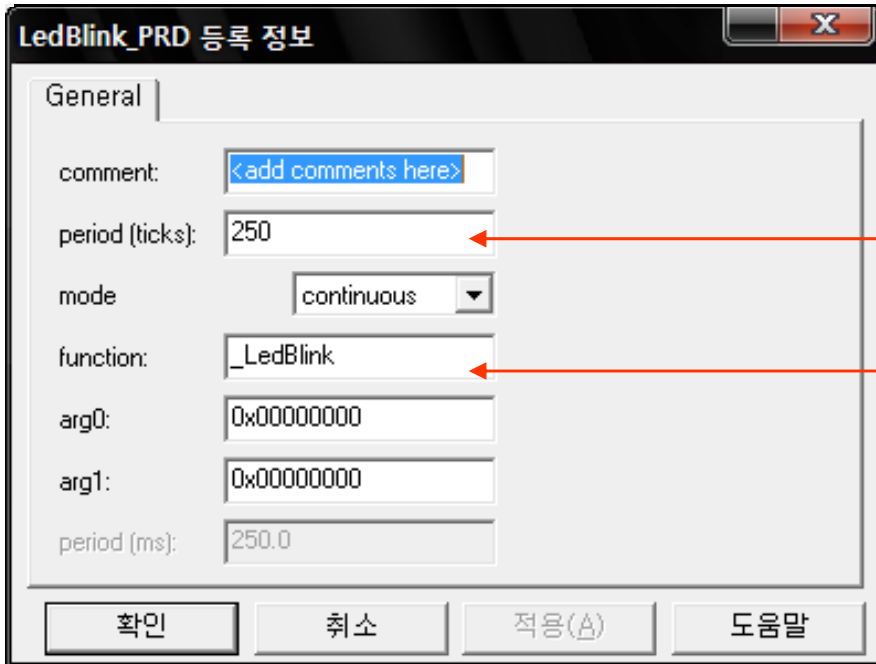 LedBlink_PRD 등록 정보
General
comment: <add comments here>
period (ticks): 250
mode continuous
function: _LedBlink
arg0: 0x00000000
arg1: 0x00000000
period (ms): 250.0
확인 취소 적용(A) 도움말